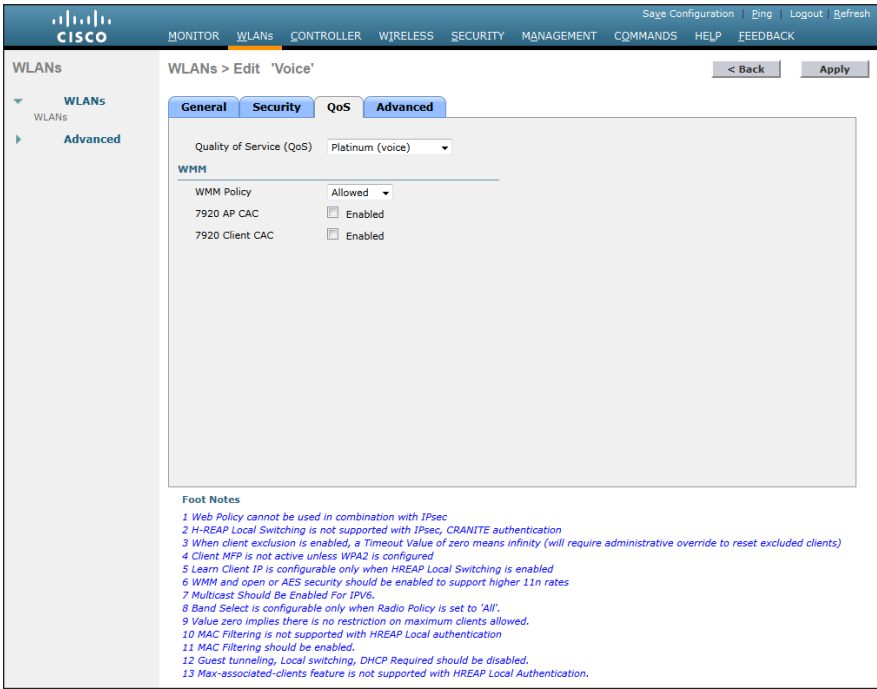 Save Configuration | Ping | Logout | Refresh
CISCO
MONITOR WLANs CONTROLLER WIRELESS SECURITY MANAGEMENT COMMANDS HELP FEEDBACK
WLANs
WLANs > Edit 'Voice'
< Back
Apply
WLANs
WLANs
Advanced
General Security QoS Advanced
Quality of Service (QoS) Platinum (voice)
WMM
WMM Policy Allowed
7920 AP CAC Enabled
7920 Client CAC Enabled
Foot Notes
1 Web Policy cannot be used in combination with IPsec
2 H-REAP Local Switching is not supported with IPsec, CRANITE authentication
3 When client exclusion is enabled, a Timeout Value of zero means infinity (will require administrative override to reset excluded clients)
4 Client MFP is not active unless WPA2 is configured
5 Learn Client IP is configurable only when HREAP Local Switching is enabled
6 WMM and open or AES security should be enabled to support higher 11n rates
7 Multicast Should Be Enabled For IPV6.
8 Band Select is configurable only when Radio Policy is set to 'All'.
9 Value zero implies there is no restriction on maximum clients allowed.
10 MAC Filtering is not supported with HREAP Local authentication
11 MAC Filtering should be enabled.
12 Guest tunneling, Local switching, DHCP Required should be disabled.
13 Max-associated-clients feature is not supported with HREAP Local Authentication.